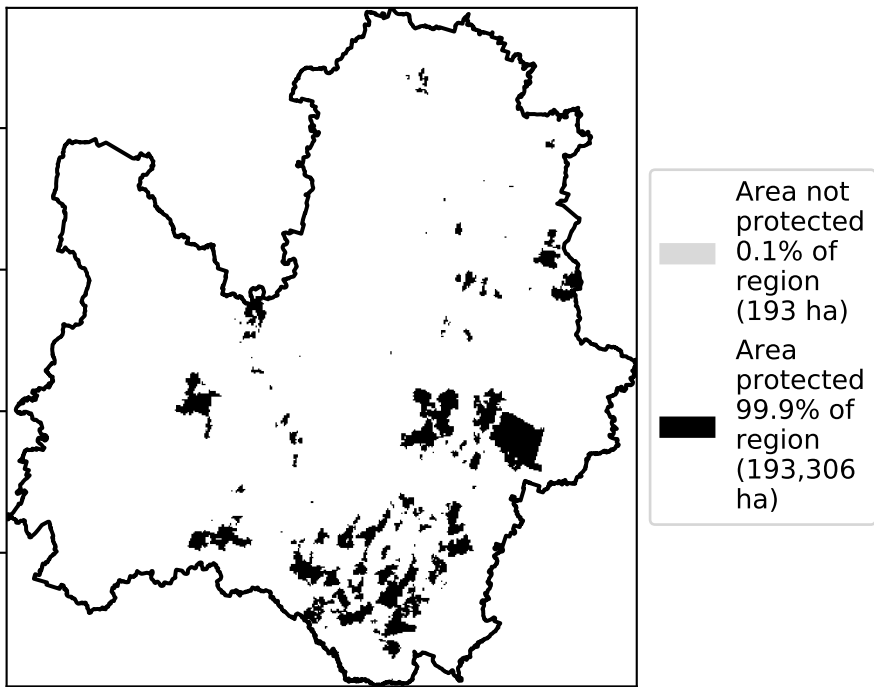 Area not
protected
0.1% of
region
(193 ha)
Area
protected
99.9% of
region
(193,306
ha)